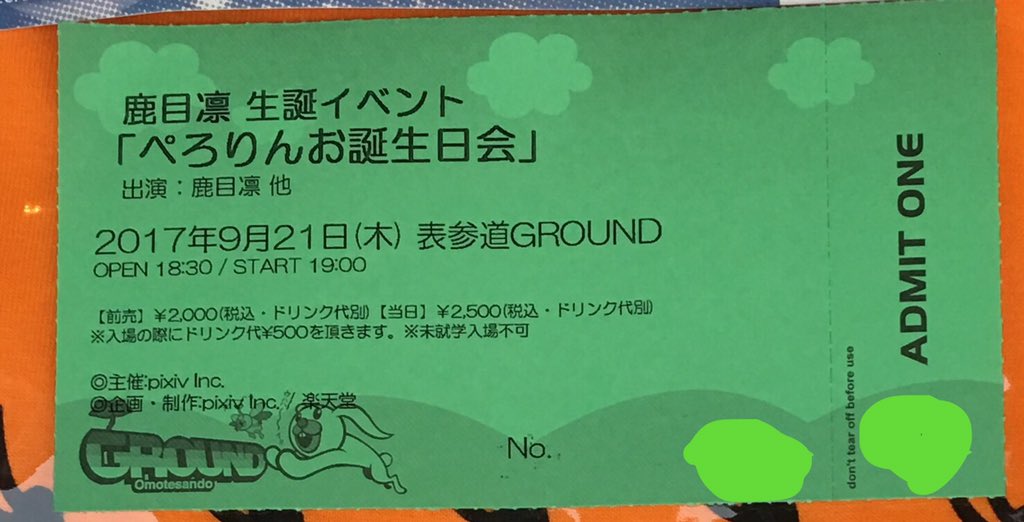 鹿目凛 生誕イベント
「ぺろりんお誕生日会」
出演：鹿目凛 他
2017年9月21日(木) 表参道GROUND
OPEN 18:30 / START 19:00
【前売】￥2,000(税込・ドリンク代別)【当日】￥2,500(税込・ドリンク代別)
※入場の際にドリンク代¥500を頂きます。※未就学入場不可
◎主催:pixiv Inc.
◎企画・制作:pixiv Inc. / 楽天堂
GROUND
Omotesando
No.
don't tear off before use
ADMIT ONE